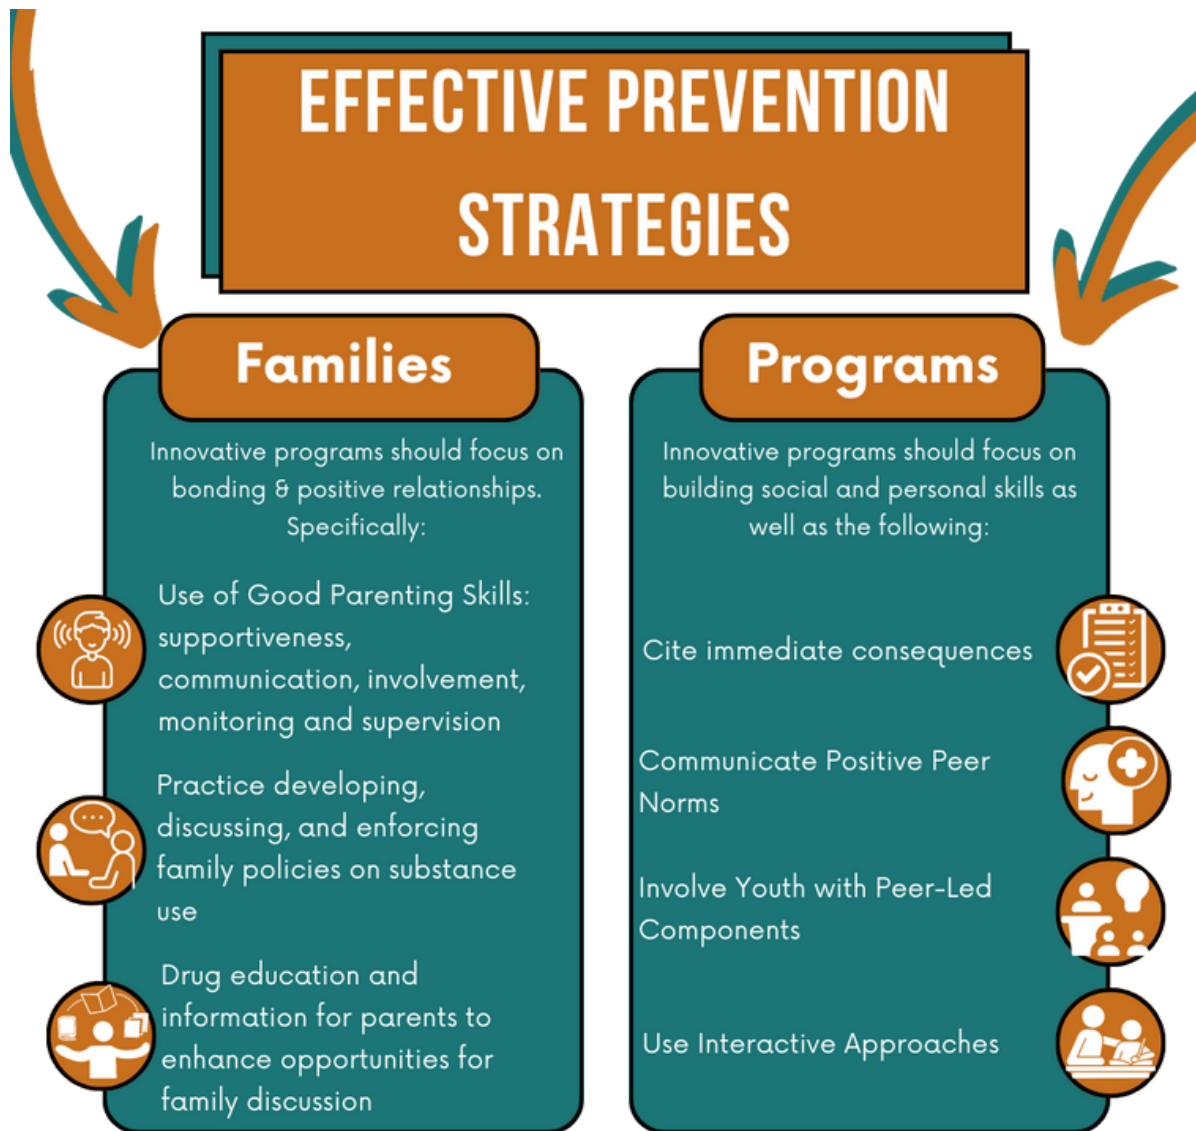 EFFECTIVE PREVENTION
STRATEGIES
Families
Innovative programs should focus on
bonding & positive relationships.
Specifically:
Use of Good Parenting Skills:
supportiveness,
communication, involvement,
monitoring and supervision
Practice developing,
discussing, and enforcing
family policies on substance
use
Drug education and
information for parents to
enhance opportunities for
family discussion
Programs
Innovative programs should focus on
building social and personal skills as
well as the following:
Cite immediate consequences
Communicate Positive Peer
Norms
Involve Youth with Peer-Led
Components
Use Interactive Approaches